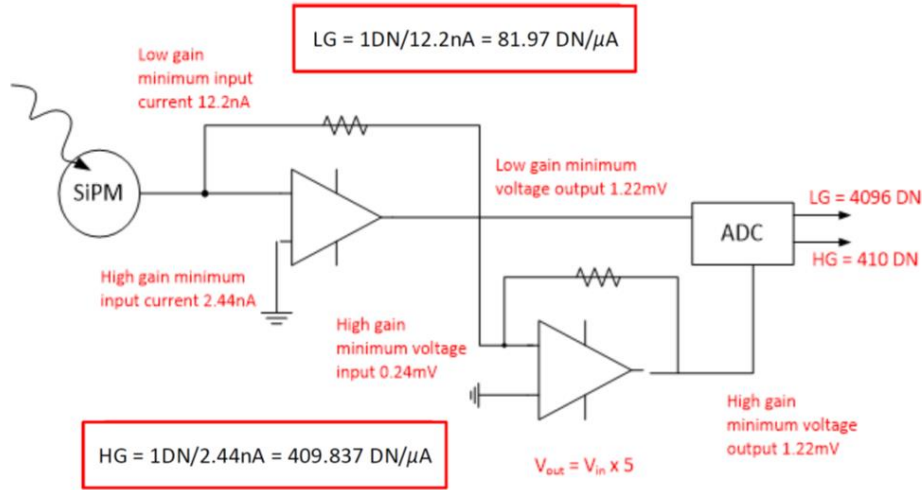 LG = 1DN/12.2nA = 81.97 DN/μA
Low gain
minimum input
current 12.2nA
SiPM
Low gain minimum
voltage output 1.22mV
LG = 4096 DN
ADC
HG = 410 DN
High gain minimum
input current 2.44nA
High gain
minimum voltage
input 0.24mV
High gain
minimum voltage
output 1.22mV
HG = 1DN/2.44nA = 409.837 DN/μA
Vout = Vin x 5